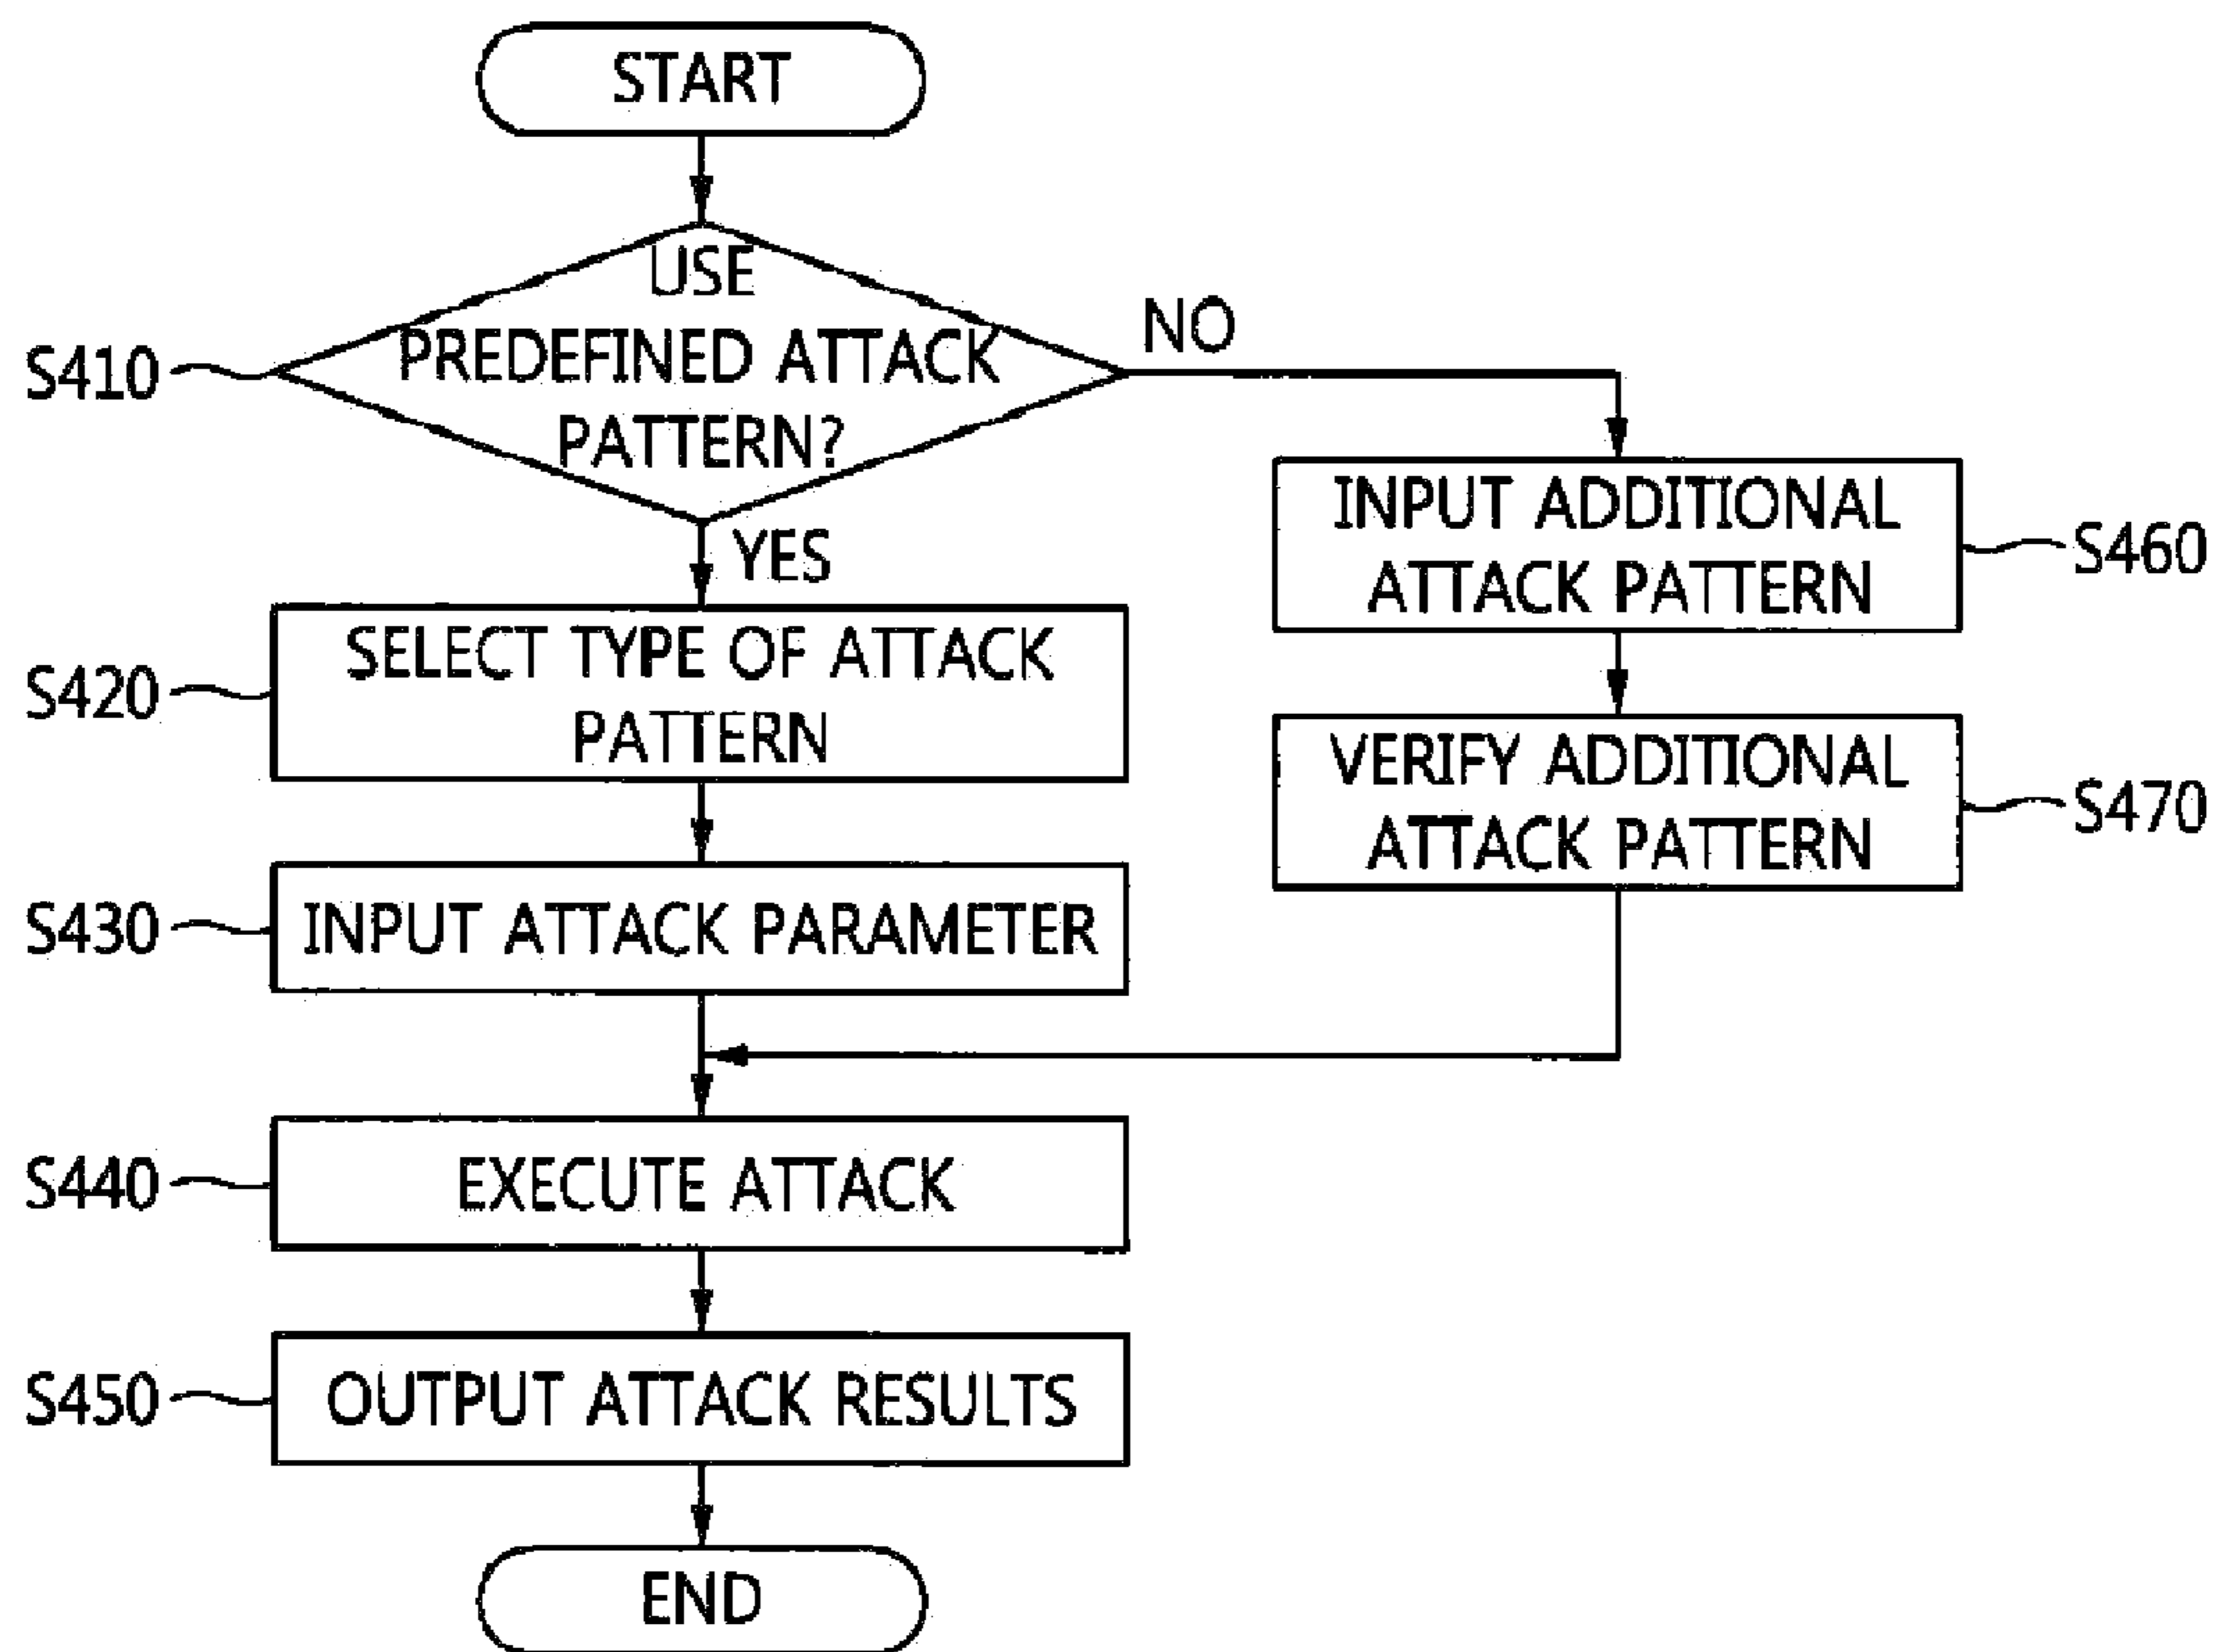 START
USE
PREDEFINED ATTACK
PATTERN?
S410
NO
YES
INPUT ADDITIONAL
ATTACK PATTERN
S460
SELECT TYPE OF ATTACK
PATTERN
S420
VERIFY ADDITIONAL
ATTACK PATTERN
S470
S430
INPUT ATTACK PARAMETER
S440
EXECUTE ATTACK
S450
OUTPUT ATTACK RESULTS
END